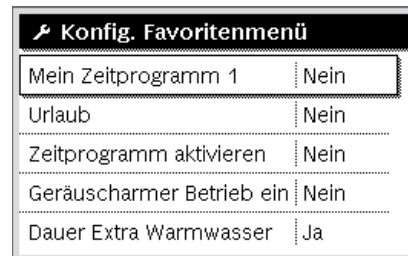 Konfig. Favoritenmenü
Mein Zeitprogramm 1 Nein
Urlaub Nein
Zeitprogramm aktivieren Nein
Geräuscharmer Betrieb ein Nein
Dauer Extra Warmwasser Ja